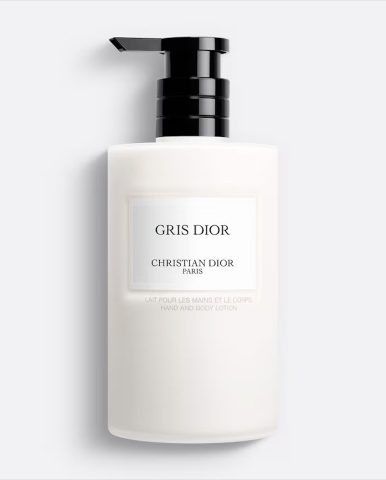 GRIS DIOR
CHRISTIAN DIOR
PARIS
LAIT POUR LES MAINS ET LE CORPS
HAND AND BODY LOTION